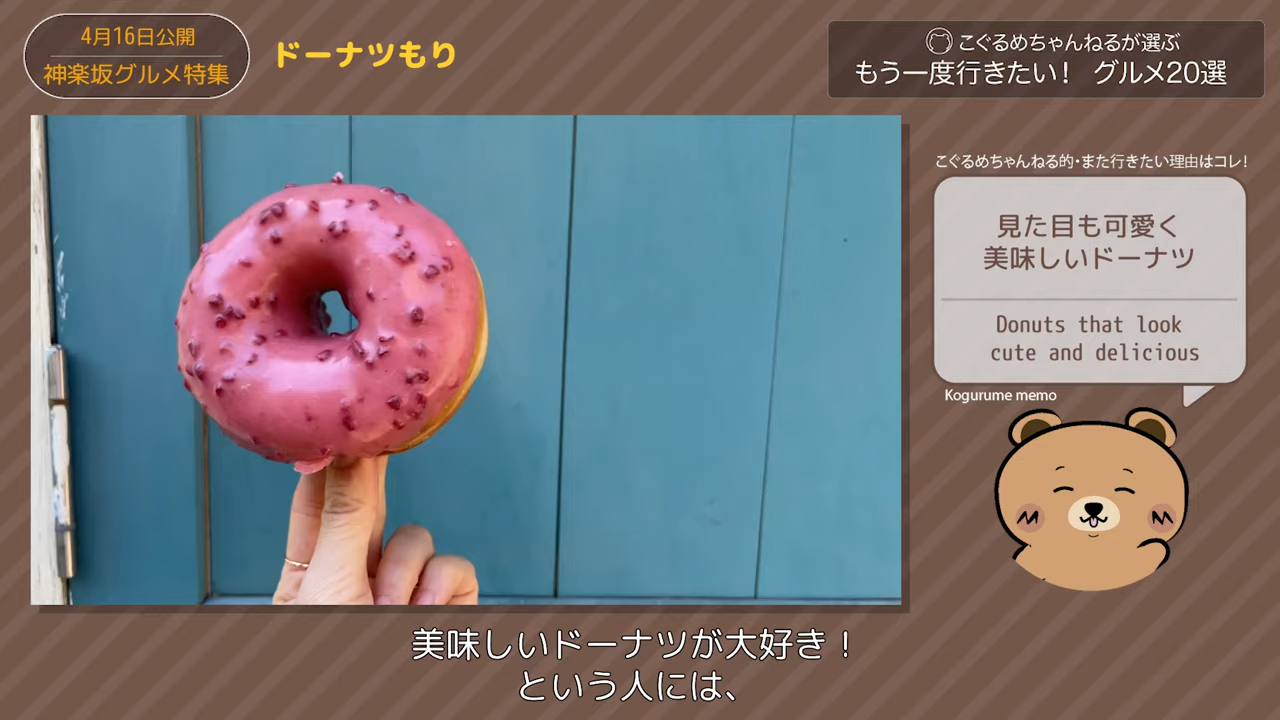 4月16日公開
神楽坂グルメ特集
ドーナツもり
こぐるめちゃんねるが選ぶ
もう一度行きたい！ グルメ20選
こぐるめちゃんねる的・また行きたい理由はコレ！
見た目も可愛く
美味しいドーナツ
Donuts that look
cute and delicious
Kogurume memo
美味しいドーナツが大好き！
という人には、